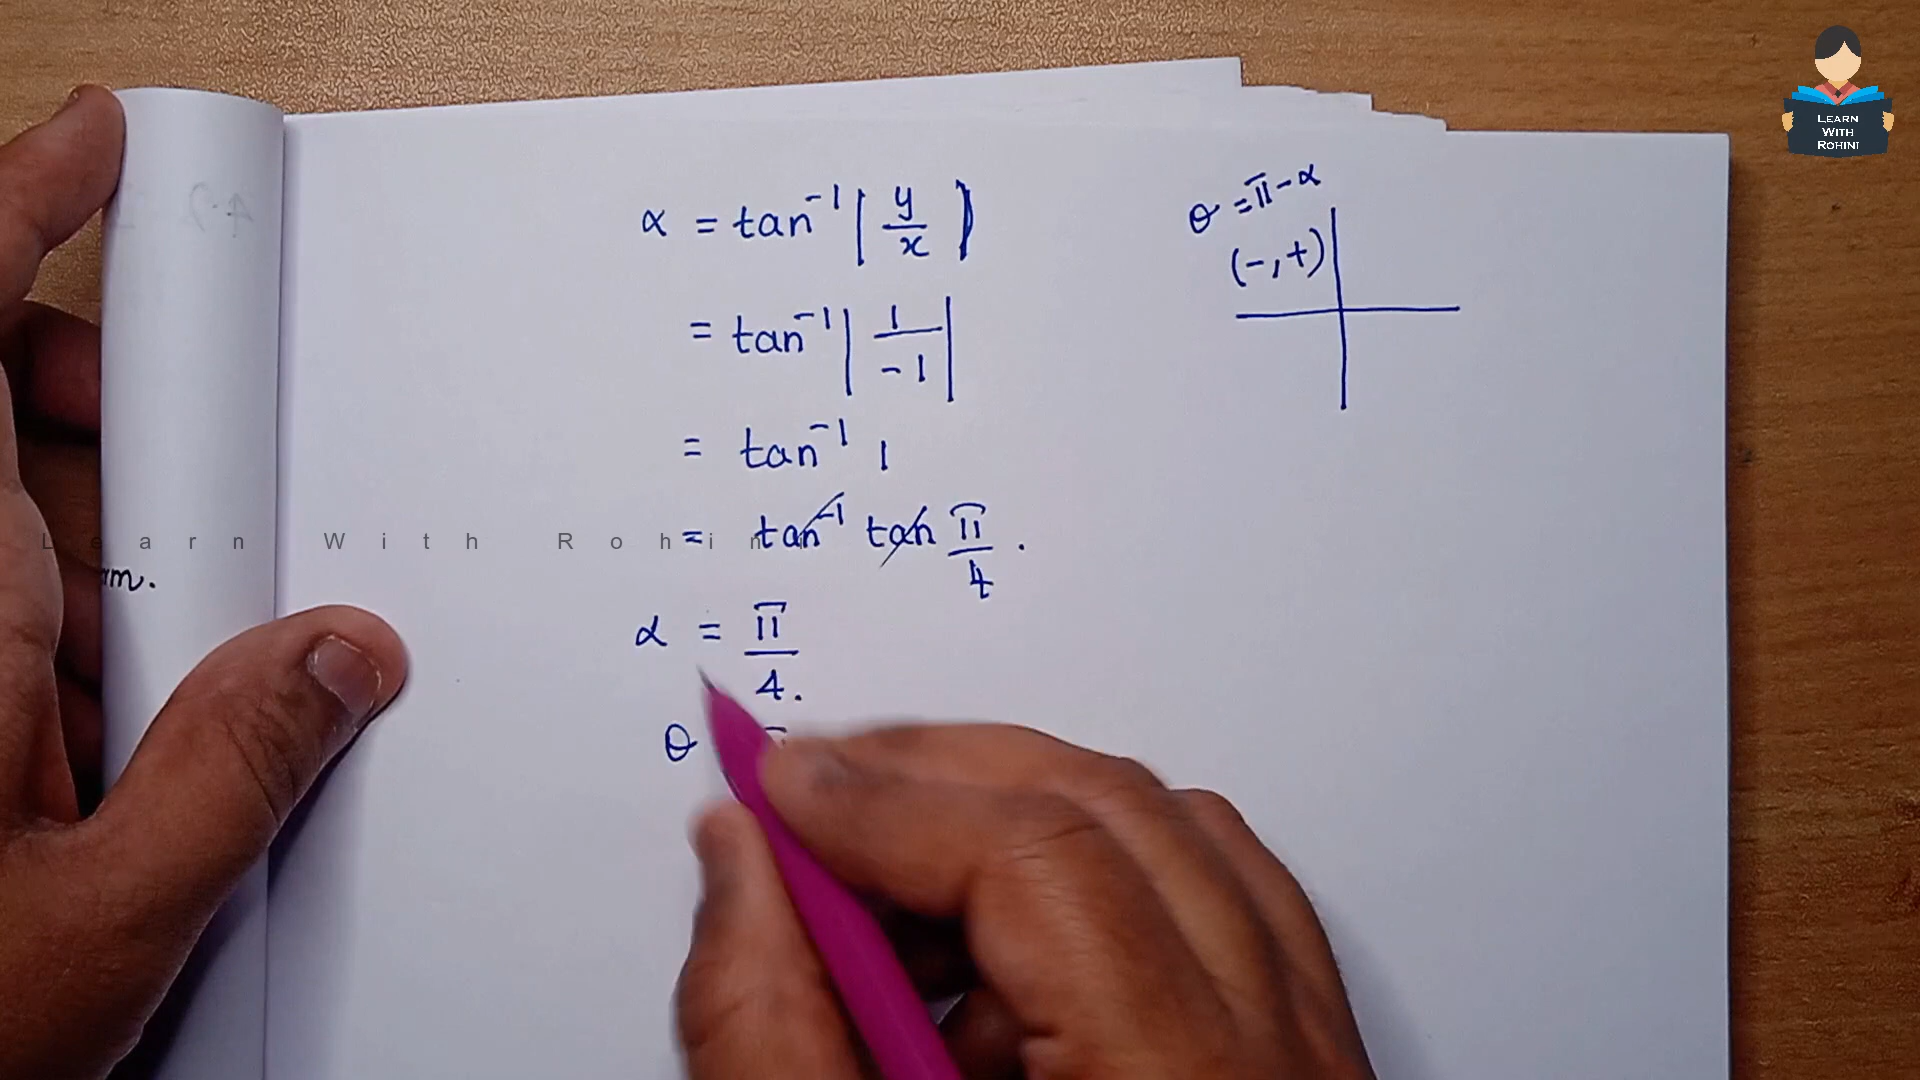 LEARN
WITH
ROHINI
α = tan⁻¹ | y/x |
= tan⁻¹ | 1/-1 |
= tan⁻¹ 1
= tan⁻¹ tan π/4 .
α = π/4 .
θ
θ = π - α
(-, +)
Learn With Rohin
m.